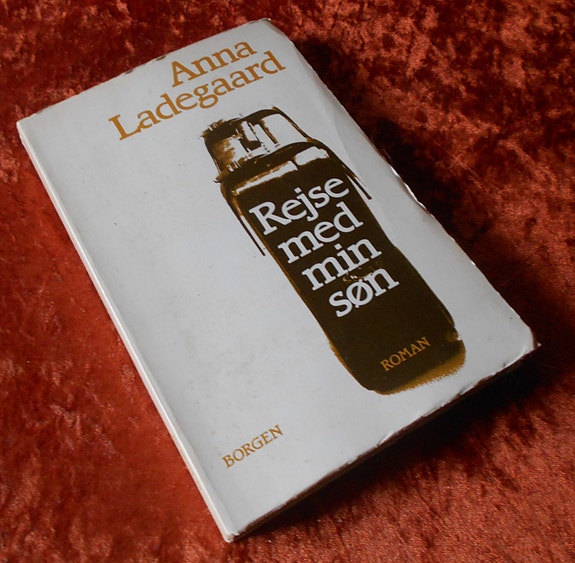 Anna
Ladegaard
Rejse
med
min
søn
ROMAN
BORGEN